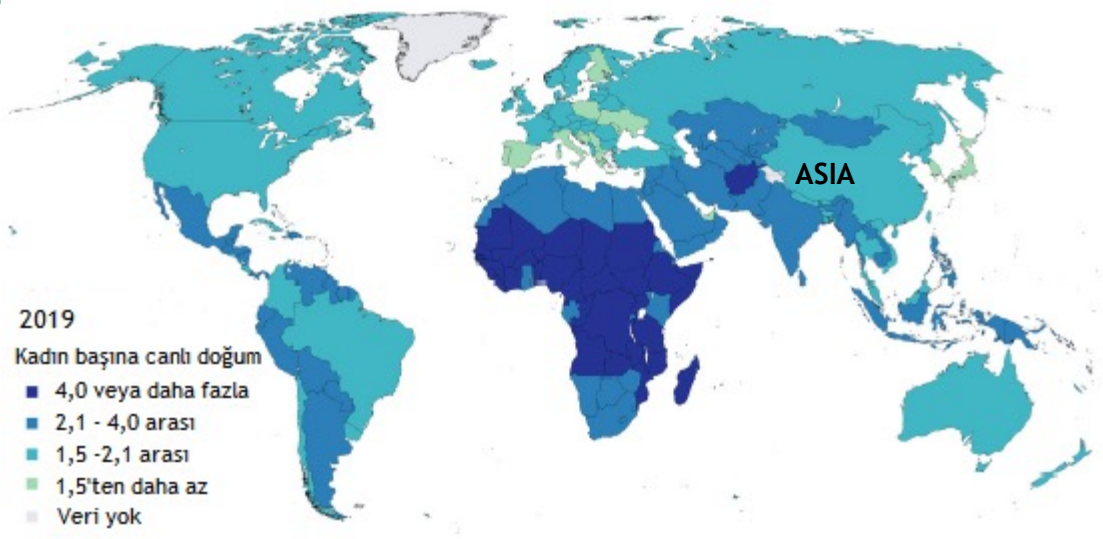 ASIA
2019
Kadın başına canlı doğum
4,0 veya daha fazla
2,1 - 4,0 arası
1,5 -2,1 arası
1,5'ten daha az
Veri yok